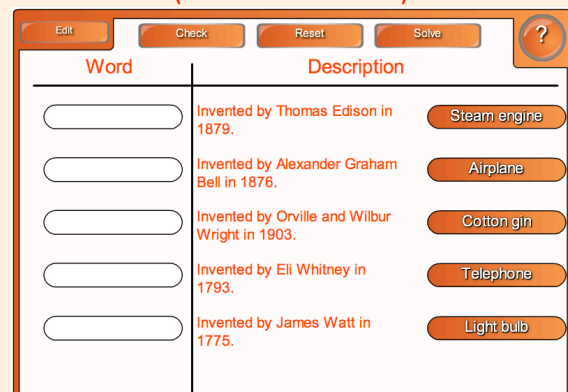 Edit
Check
Reset
Solve
?
Word
Description
Invented by Thomas Edison in
1879.
Steam engine
Invented by Alexander Graham
Bell in 1876.
Airplane
Invented by Orville and Wilbur
Wright in 1903.
Cotton gin
Invented by Eli Whitney in
1793.
Telephone
Invented by James Watt in
1775.
Light bulb